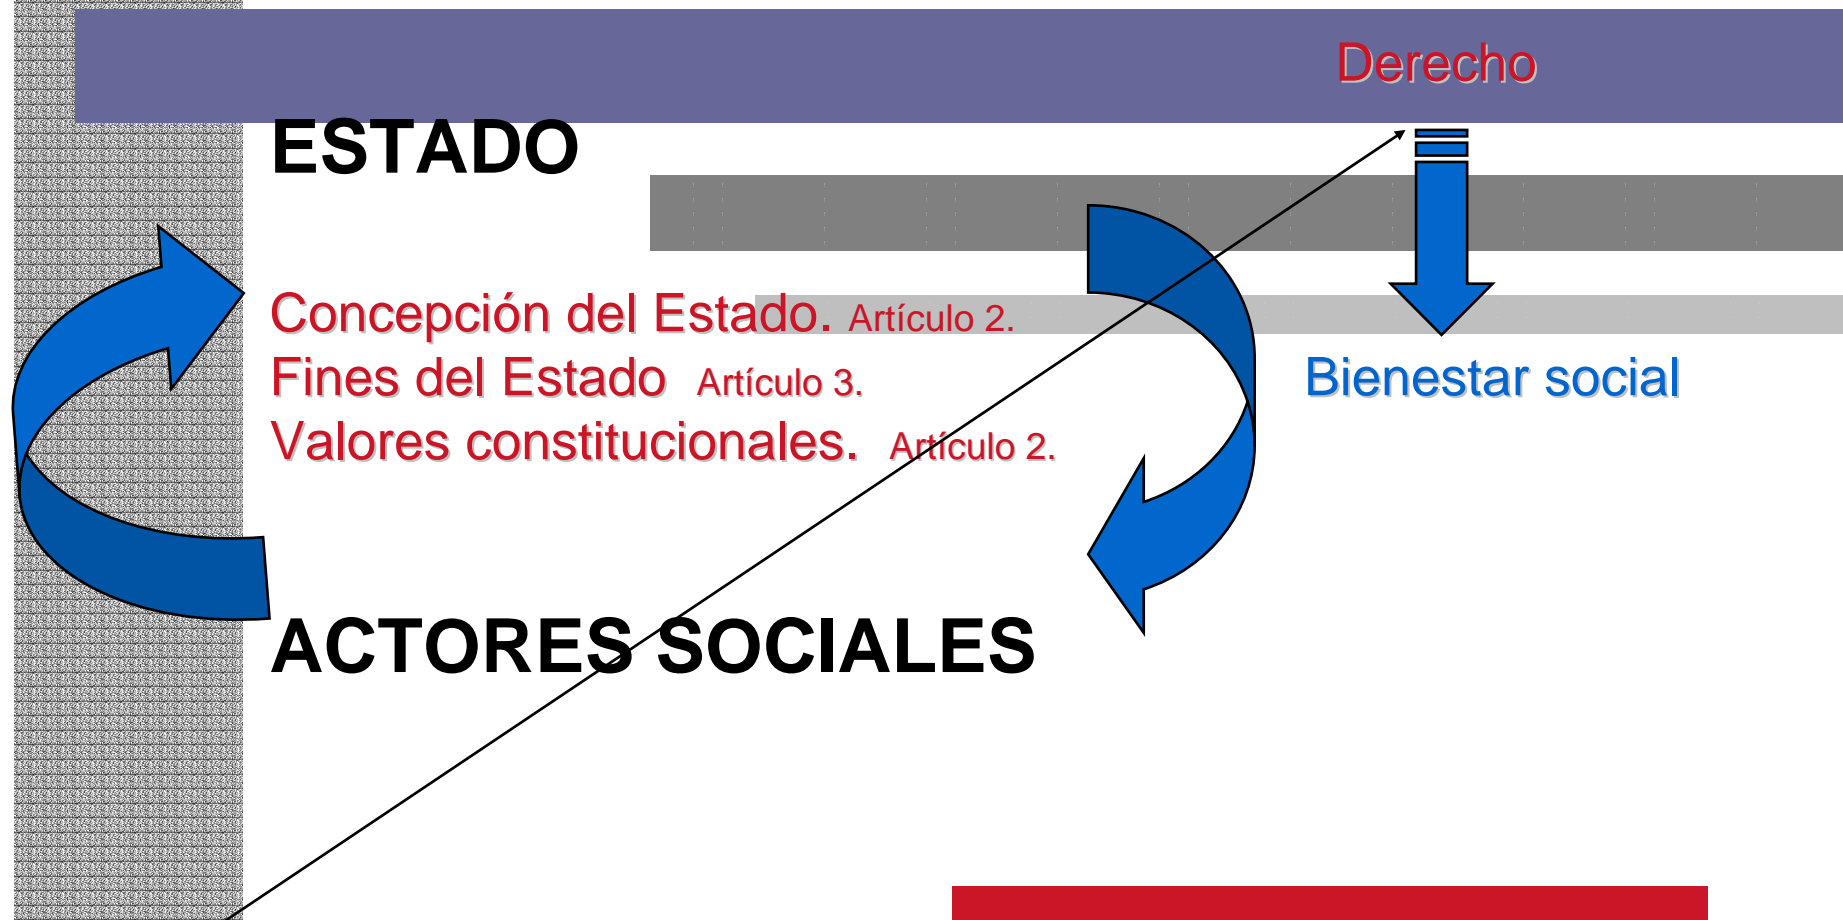 Derecho
ESTADO
Concepción del Estado. Artículo 2.
Fines del Estado Artículo 3.
Bienestar social
Valores constitucionales. Artículo 2.
ACTORES SOCIALES